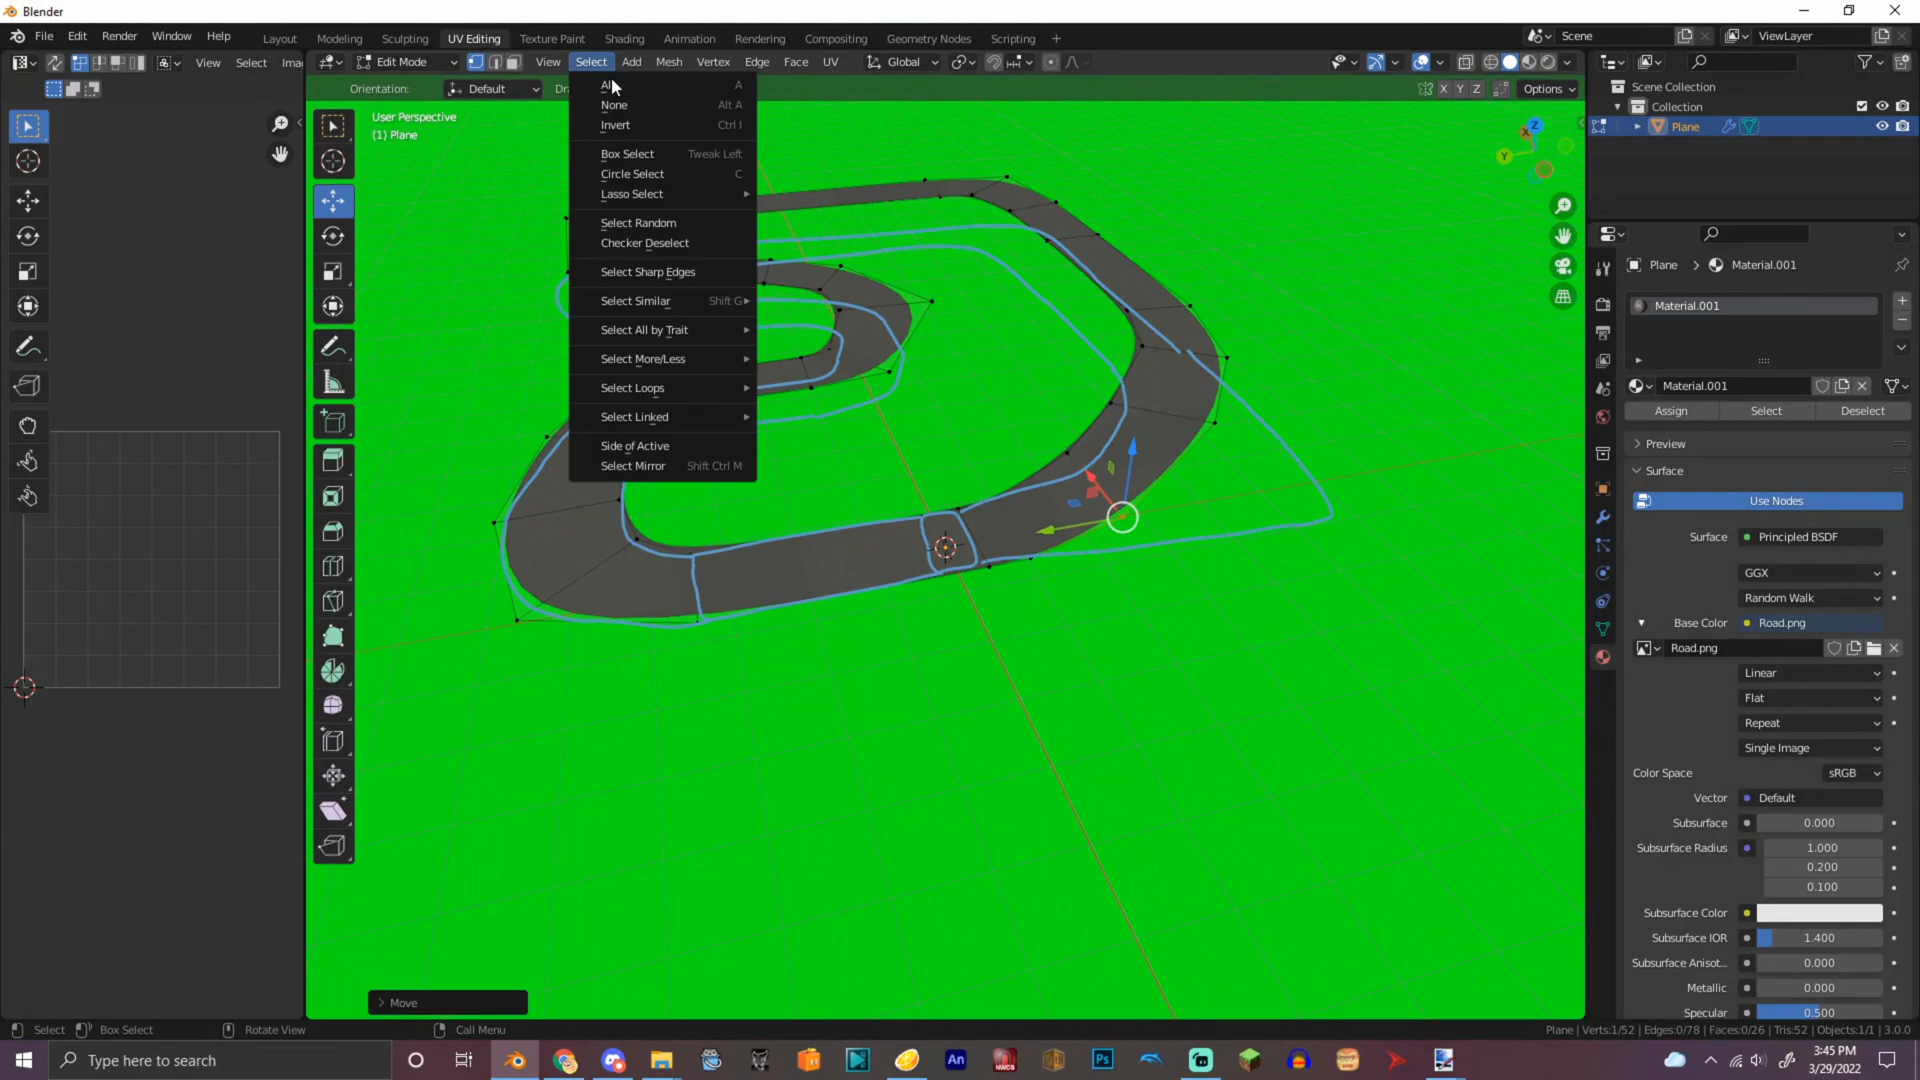 Blender
File Edit Render Window Help
Layout Modeling Sculpting UV Editing Texture Paint Shading Animation Rendering Compositing Geometry Nodes Scripting +
Scene
ViewLayer
View Select Ima
Edit Mode View Select Add Mesh Vertex Edge Face UV Global
Orientation: Default Dra
X Y Z Options
User Perspective
(1) Plane
All A
None Alt A
Invert Ctrl I
Box Select Tweak Left
Circle Select C
Lasso Select
Select Random
Checker Deselect
Select Sharp Edges
Select Similar Shift G
Select All by Trait
Select More/Less
Select Loops
Select Linked
Side of Active
Select Mirror Shift Ctrl M
Z
X
Y
Move
Scene Collection
Collection
Plane
Plane > Material.001
Material.001
Material.001
Assign Select Deselect
Preview
Surface
Use Nodes
Surface Principled BSDF
GGX
Random Walk
Base Color Road.png
Road.png
Linear
Flat
Repeat
Single Image
Color Space sRGB
Vector Default
Subsurface 0.000
Subsurface Radius 1.000
0.200
0.100
Subsurface Color
Subsurface IOR 1.400
Subsurface Anisot... 0.000
Metallic 0.000
Specular 0.500
Select Box Select Rotate View Call Menu
Plane | Verts:1/52 | Edges:0/78 | Faces:0/26 | Tris:52 | Objects:1/1 | 3.0.0
Type here to search
An
NWCS
Ps
3:45 PM
3/29/2022